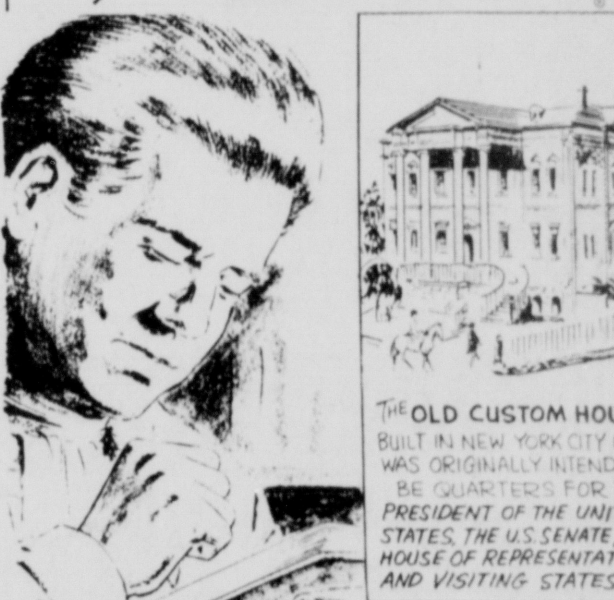 THE OLD CUSTOM HOU
BUILT IN NEW YORK CITY
WAS ORIGINALLY INTEND
BE QUARTERS FOR
PRESIDENT OF THE UNI
STATES, THE U.S. SENATE,
HOUSE OF REPRESENTAT
AND VISITING STATES